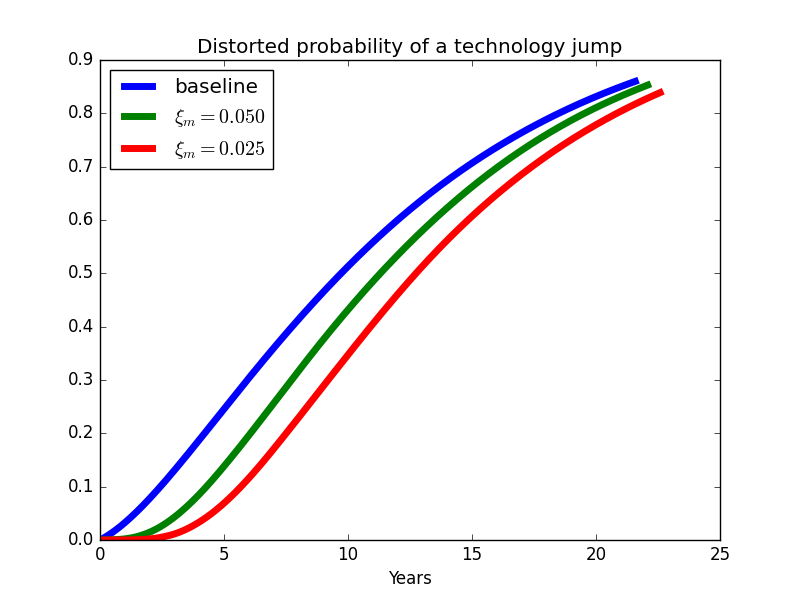 Distorted probability of a technology jump
0.9
0.8
0.7
0.6
0.5
0.4
0.3
0.2
0.1
0.0
baseline
ξm = 0.050
ξm = 0.025
0 5 10 15 20 25
Years